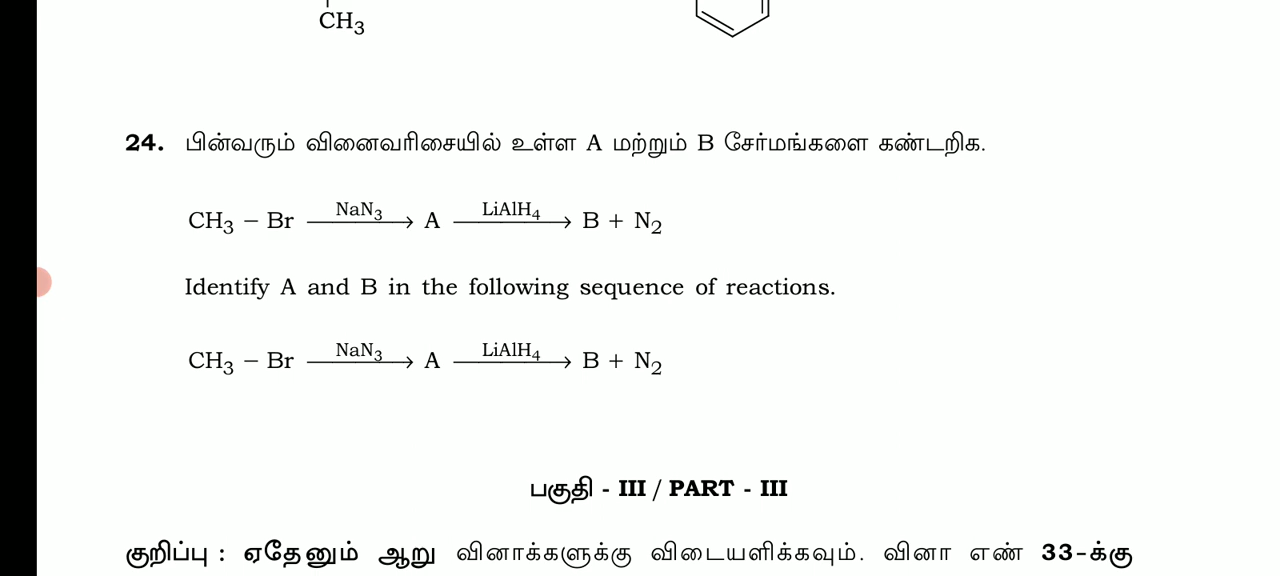 CH3
24. பின்வரும் வினைவரிசையில் உள்ள A மற்றும் B சேர்மங்களை கண்டறிக.
CH3 – Br NaN3→ A LiAlH4→ B + N2
Identify A and B in the following sequence of reactions.
CH3 – Br NaN3→ A LiAlH4→ B + N2
பகுதி - III / PART - III
குறிப்பு : ஏதேனும் ஆறு வினாக்களுக்கு விடையளிக்கவும். வினா எண் 33-க்கு